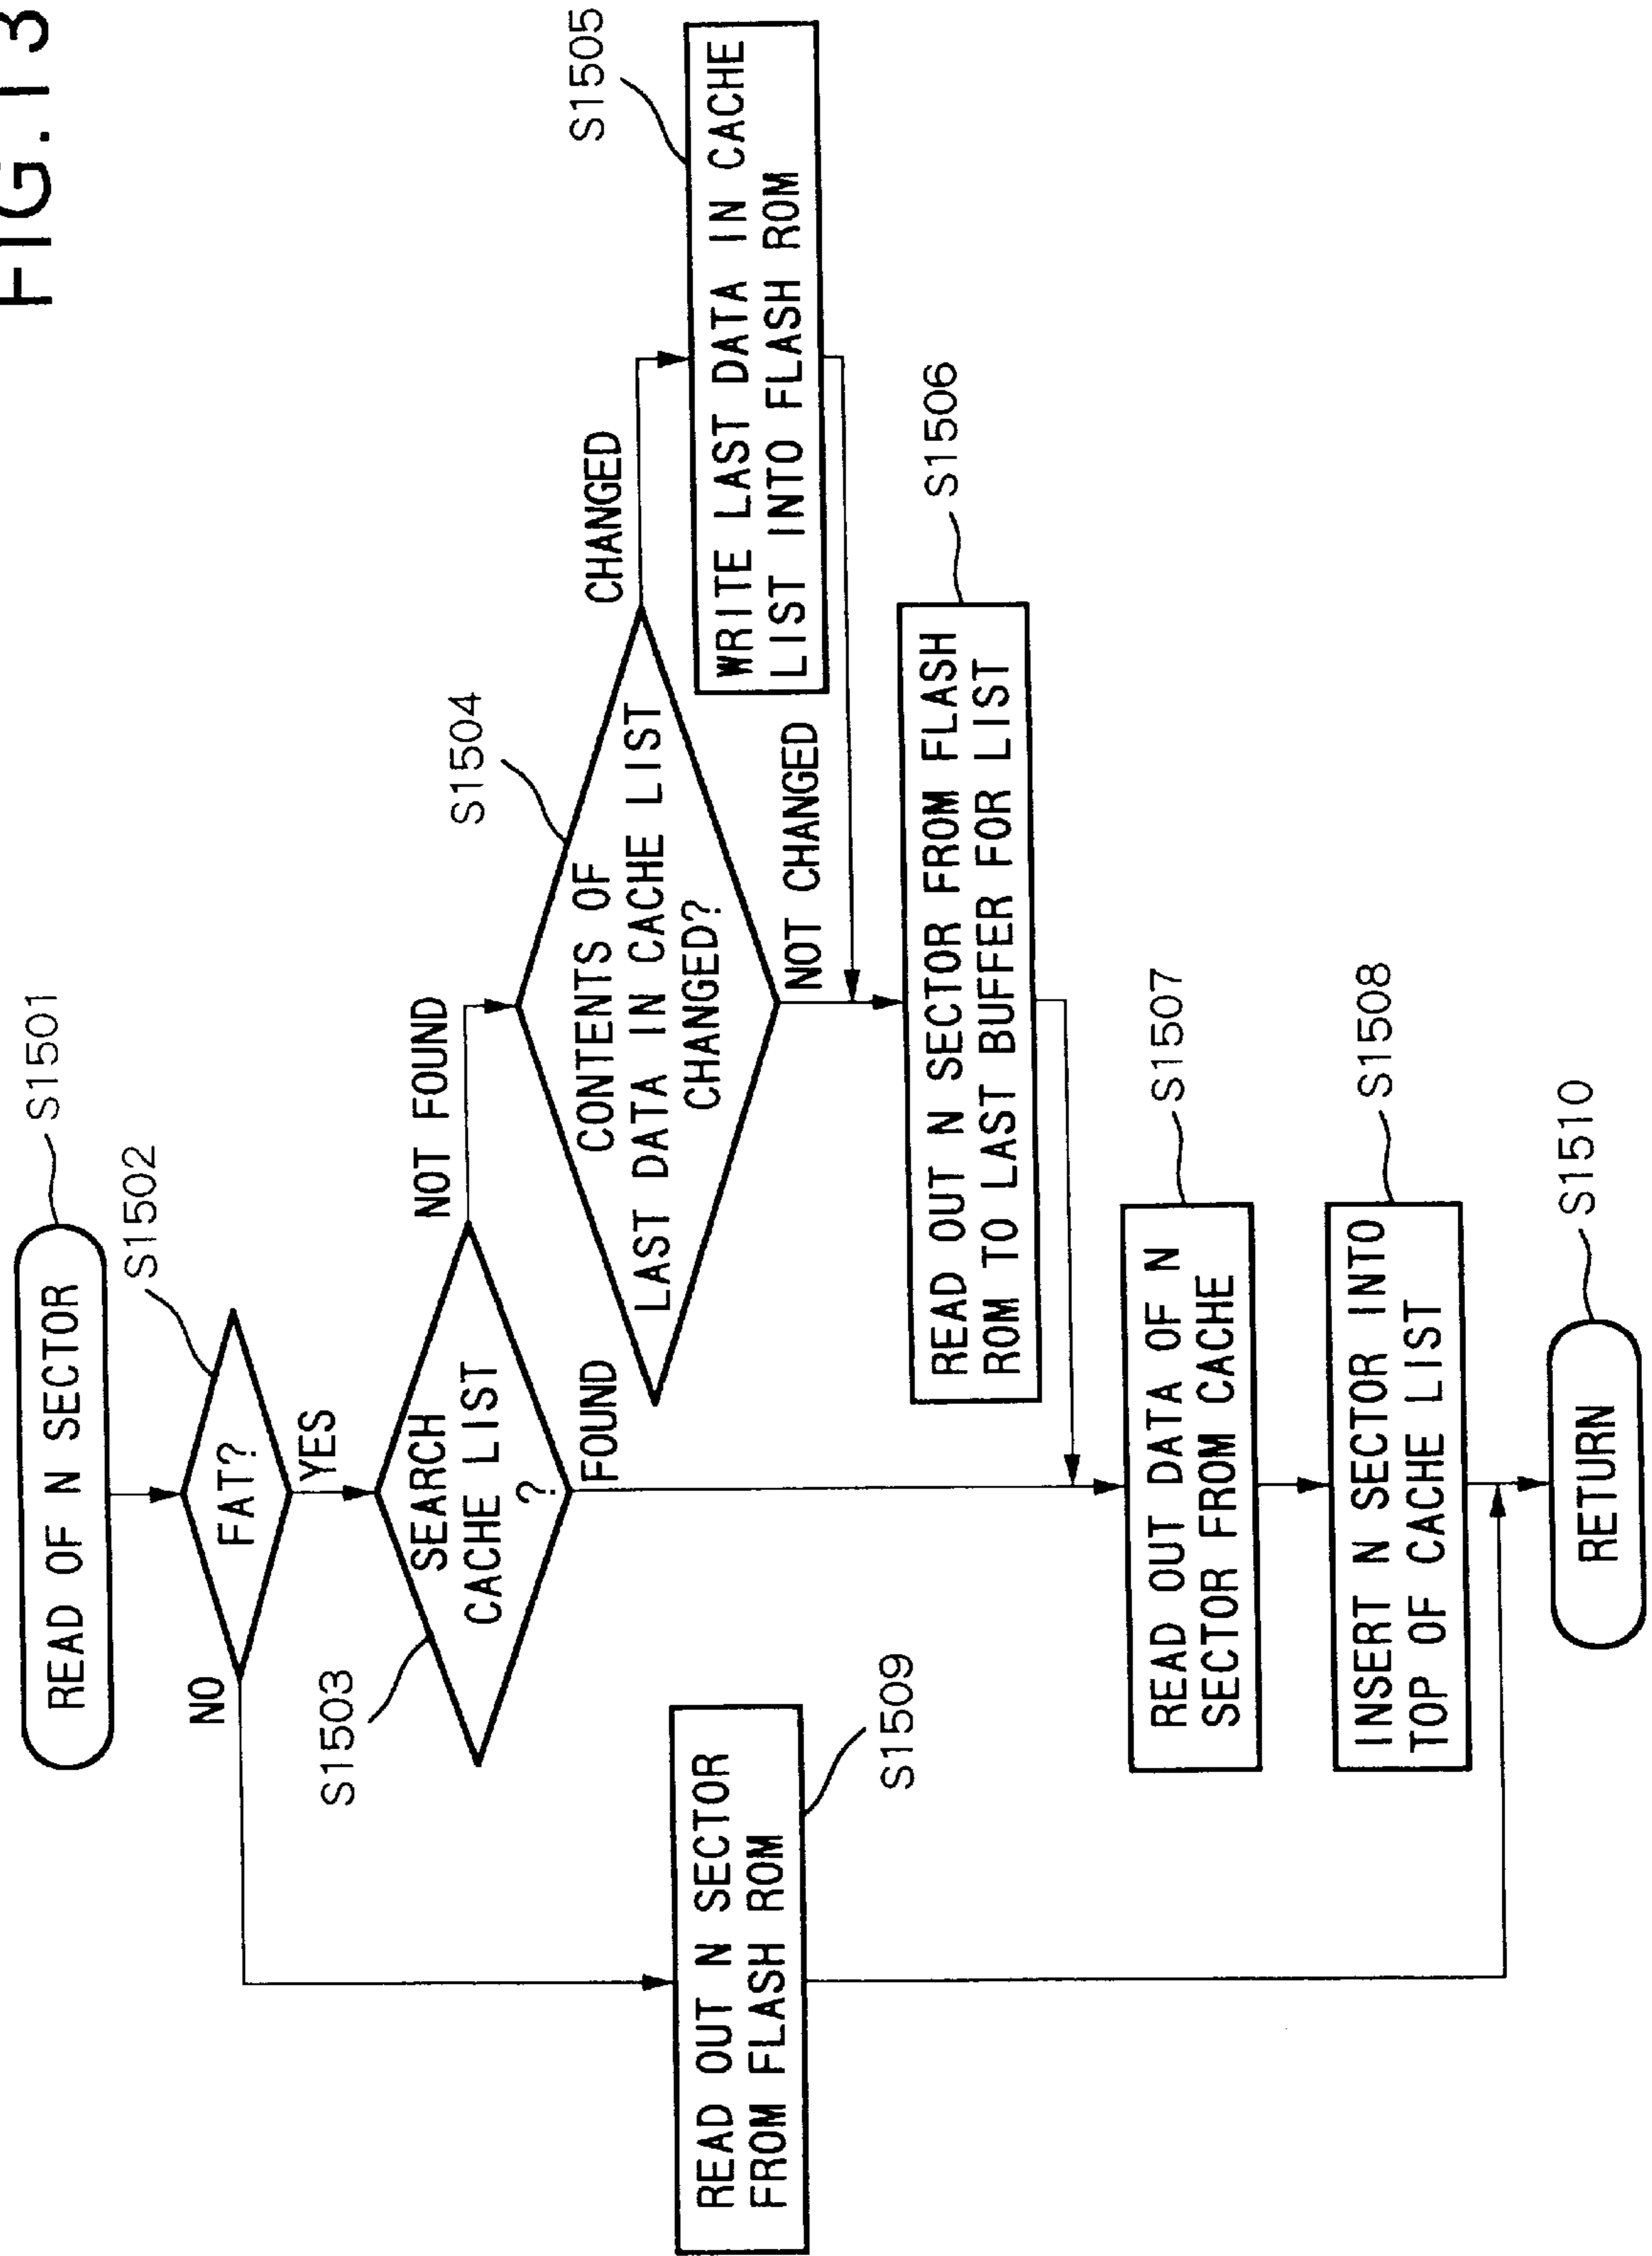 FIG.13
READ OF N SECTOR
S1501
S1502
FAT?
NO
YES
S1503
SEARCH
CACHE LIST
?
NOT FOUND
FOUND
S1504
CONTENTS OF
LAST DATA IN CACHE LIST
CHANGED?
CHANGED
NOT CHANGED
S1505
WRITE LAST DATA IN CACHE
LIST INTO FLASH ROM
READ OUT N SECTOR
FROM FLASH ROM
S1509
S1506
READ OUT N SECTOR FROM FLASH
ROM TO LAST BUFFER FOR LIST
S1507
READ OUT DATA OF N
SECTOR FROM CACHE
S1508
INSERT N SECTOR INTO
TOP OF CACHE LIST
S1510
RETURN